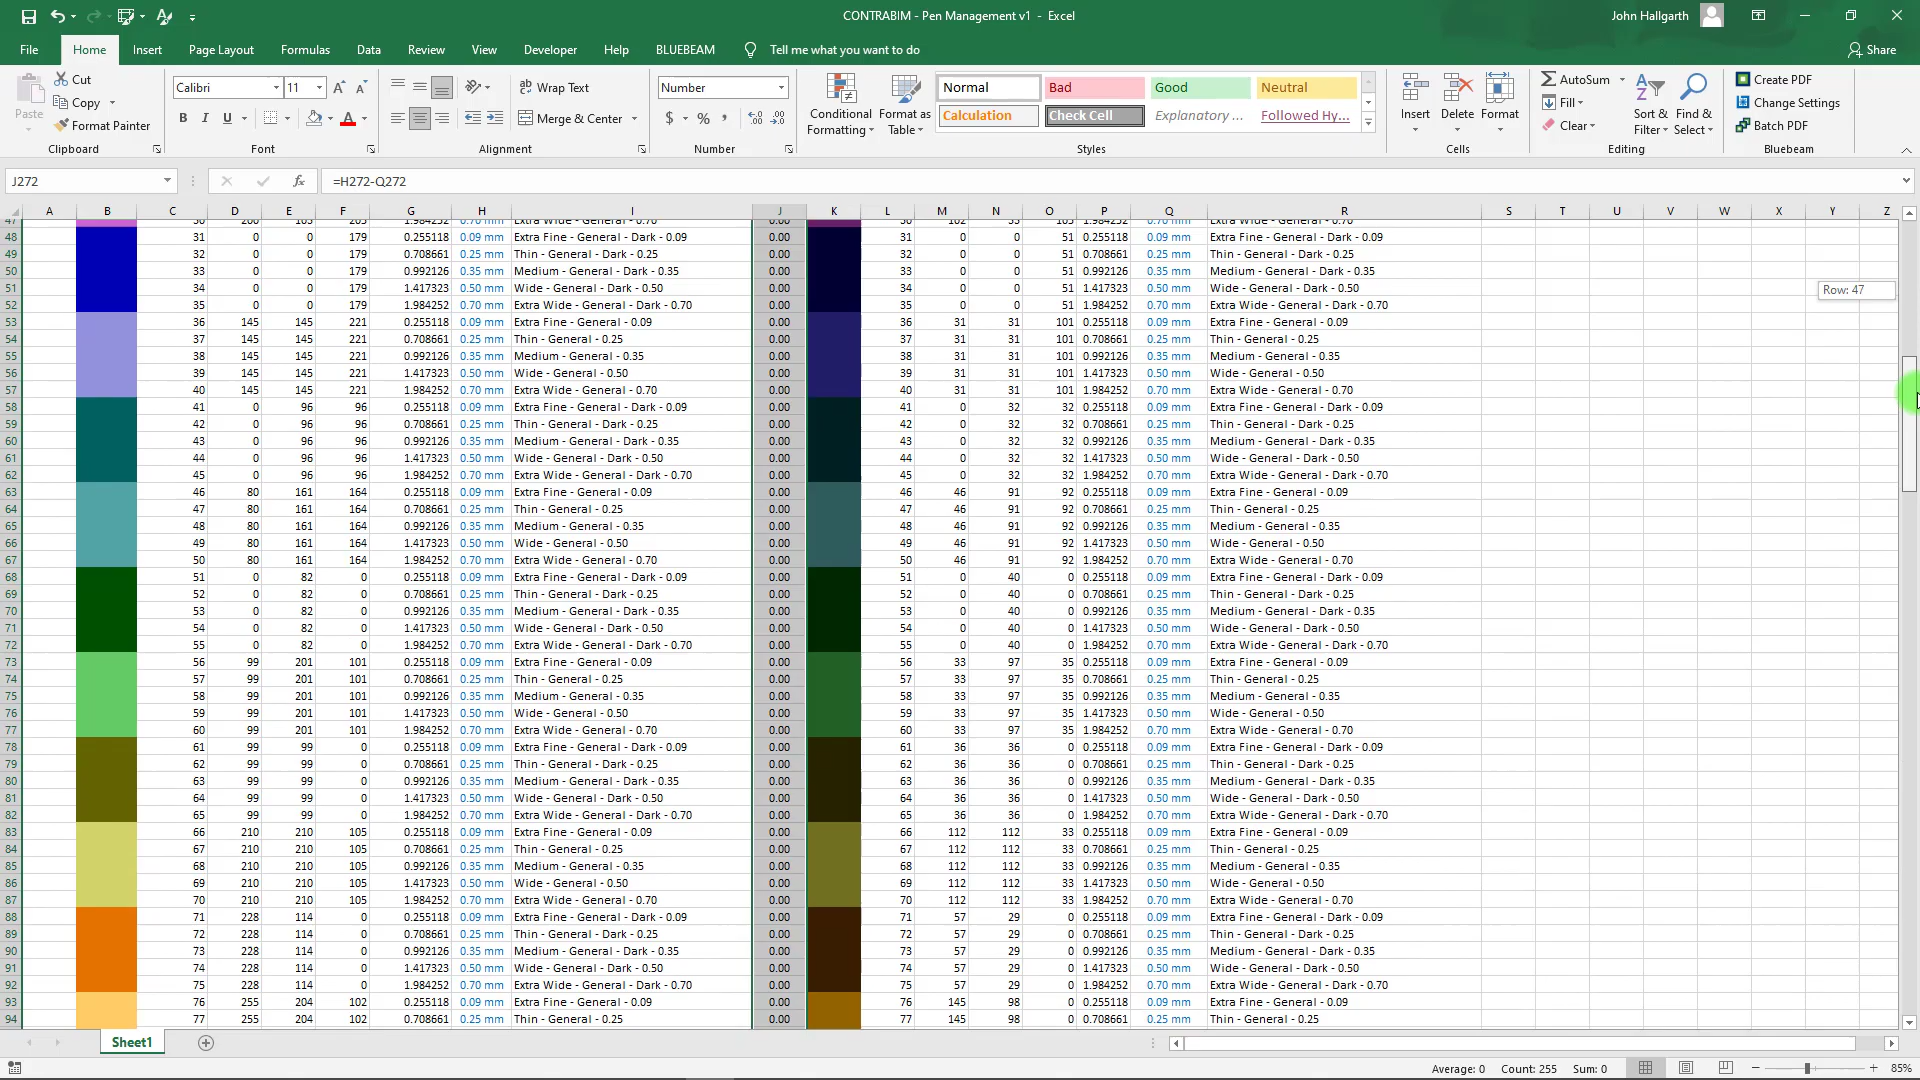 CONTRABIM - Pen Management v1 - Excel
John Hallgarth
File Home Insert Page Layout Formulas Data Review View Developer Help BLUEBEAM Tell me what you want to do Share
Paste
Cut
Copy
Format Painter
Clipboard
Calibri 11
B I U
Font
Wrap Text
Merge & Center
Alignment
Number
$ % ,
Number
Conditional Formatting
Format as Table
Normal Bad Good Neutral
Calculation Check Cell Explanatory ... Followed Hy...
Styles
Insert Delete Format
Cells
AutoSum
Fill
Clear
Sort & Filter
Find & Select
Editing
Create PDF
Change Settings
Batch PDF
Bluebeam
J272 fx =H272-Q272
A B C D E F G H I J K L M N O P Q R S T U V W X Y Z
48 31 0 0 179 0.255118 0.09 mm Extra Fine - General - Dark - 0.09 0.00 31 0 0 51 0.255118 0.09 mm Extra Fine - General - Dark - 0.09
49 32 0 0 179 0.708661 0.25 mm Thin - General - Dark - 0.25 0.00 32 0 0 51 0.708661 0.25 mm Thin - General - Dark - 0.25
50 33 0 0 179 0.992126 0.35 mm Medium - General - Dark - 0.35 0.00 33 0 0 51 0.992126 0.35 mm Medium - General - Dark - 0.35
51 34 0 0 179 1.417323 0.50 mm Wide - General - Dark - 0.50 0.00 34 0 0 51 1.417323 0.50 mm Wide - General - Dark - 0.50
Row: 47
52 35 0 0 179 1.984252 0.70 mm Extra Wide - General - Dark - 0.70 0.00 35 0 0 51 1.984252 0.70 mm Extra Wide - General - Dark - 0.70
53 36 145 145 221 0.255118 0.09 mm Extra Fine - General - 0.09 0.00 36 31 31 101 0.255118 0.09 mm Extra Fine - General - 0.09
54 37 145 145 221 0.708661 0.25 mm Thin - General - 0.25 0.00 37 31 31 101 0.708661 0.25 mm Thin - General - 0.25
55 38 145 145 221 0.992126 0.35 mm Medium - General - 0.35 0.00 38 31 31 101 0.992126 0.35 mm Medium - General - 0.35
56 39 145 145 221 1.417323 0.50 mm Wide - General - 0.50 0.00 39 31 31 101 1.417323 0.50 mm Wide - General - 0.50
57 40 145 145 221 1.984252 0.70 mm Extra Wide - General - 0.70 0.00 40 31 31 101 1.984252 0.70 mm Extra Wide - General - 0.70
58 41 0 96 96 0.255118 0.09 mm Extra Fine - General - Dark - 0.09 0.00 41 0 32 32 0.255118 0.09 mm Extra Fine - General - Dark - 0.09
59 42 0 96 96 0.708661 0.25 mm Thin - General - Dark - 0.25 0.00 42 0 32 32 0.708661 0.25 mm Thin - General - Dark - 0.25
60 43 0 96 96 0.992126 0.35 mm Medium - General - Dark - 0.35 0.00 43 0 32 32 0.992126 0.35 mm Medium - General - Dark - 0.35
61 44 0 96 96 1.417323 0.50 mm Wide - General - Dark - 0.50 0.00 44 0 32 32 1.417323 0.50 mm Wide - General - Dark - 0.50
62 45 0 96 96 1.984252 0.70 mm Extra Wide - General - Dark - 0.70 0.00 45 0 32 32 1.984252 0.70 mm Extra Wide - General - Dark - 0.70
63 46 80 161 164 0.255118 0.09 mm Extra Fine - General - 0.09 0.00 46 46 91 92 0.255118 0.09 mm Extra Fine - General - 0.09
64 47 80 161 164 0.708661 0.25 mm Thin - General - 0.25 0.00 47 46 91 92 0.708661 0.25 mm Thin - General - 0.25
65 48 80 161 164 0.992126 0.35 mm Medium - General - 0.35 0.00 48 46 91 92 0.992126 0.35 mm Medium - General - 0.35
66 49 80 161 164 1.417323 0.50 mm Wide - General - 0.50 0.00 49 46 91 92 1.417323 0.50 mm Wide - General - 0.50
67 50 80 161 164 1.984252 0.70 mm Extra Wide - General - 0.70 0.00 50 46 91 92 1.984252 0.70 mm Extra Wide - General - 0.70
68 51 0 82 0 0.255118 0.09 mm Extra Fine - General - Dark - 0.09 0.00 51 0 40 0 0.255118 0.09 mm Extra Fine - General - Dark - 0.09
69 52 0 82 0 0.708661 0.25 mm Thin - General - Dark - 0.25 0.00 52 0 40 0 0.708661 0.25 mm Thin - General - Dark - 0.25
70 53 0 82 0 0.992126 0.35 mm Medium - General - Dark - 0.35 0.00 53 0 40 0 0.992126 0.35 mm Medium - General - Dark - 0.35
71 54 0 82 0 1.417323 0.50 mm Wide - General - Dark - 0.50 0.00 54 0 40 0 1.417323 0.50 mm Wide - General - Dark - 0.50
72 55 0 82 0 1.984252 0.70 mm Extra Wide - General - Dark - 0.70 0.00 55 0 40 0 1.984252 0.70 mm Extra Wide - General - Dark - 0.70
73 56 99 201 101 0.255118 0.09 mm Extra Fine - General - 0.09 0.00 56 33 97 35 0.255118 0.09 mm Extra Fine - General - 0.09
74 57 99 201 101 0.708661 0.25 mm Thin - General - 0.25 0.00 57 33 97 35 0.708661 0.25 mm Thin - General - 0.25
75 58 99 201 101 0.992126 0.35 mm Medium - General - 0.35 0.00 58 33 97 35 0.992126 0.35 mm Medium - General - 0.35
76 59 99 201 101 1.417323 0.50 mm Wide - General - 0.50 0.00 59 33 97 35 1.417323 0.50 mm Wide - General - 0.50
77 60 99 201 101 1.984252 0.70 mm Extra Wide - General - 0.70 0.00 60 33 97 35 1.984252 0.70 mm Extra Wide - General - 0.70
78 61 99 99 0 0.255118 0.09 mm Extra Fine - General - Dark - 0.09 0.00 61 36 36 0 0.255118 0.09 mm Extra Fine - General - Dark - 0.09
79 62 99 99 0 0.708661 0.25 mm Thin - General - Dark - 0.25 0.00 62 36 36 0 0.708661 0.25 mm Thin - General - Dark - 0.25
80 63 99 99 0 0.992126 0.35 mm Medium - General - Dark - 0.35 0.00 63 36 36 0 0.992126 0.35 mm Medium - General - Dark - 0.35
81 64 99 99 0 1.417323 0.50 mm Wide - General - Dark - 0.50 0.00 64 36 36 0 1.417323 0.50 mm Wide - General - Dark - 0.50
82 65 99 99 0 1.984252 0.70 mm Extra Wide - General - Dark - 0.70 0.00 65 36 36 0 1.984252 0.70 mm Extra Wide - General - Dark - 0.70
83 66 210 210 105 0.255118 0.09 mm Extra Fine - General - 0.09 0.00 66 112 112 33 0.255118 0.09 mm Extra Fine - General - 0.09
84 67 210 210 105 0.708661 0.25 mm Thin - General - 0.25 0.00 67 112 112 33 0.708661 0.25 mm Thin - General - 0.25
85 68 210 210 105 0.992126 0.35 mm Medium - General - 0.35 0.00 68 112 112 33 0.992126 0.35 mm Medium - General - 0.35
86 69 210 210 105 1.417323 0.50 mm Wide - General - 0.50 0.00 69 112 112 33 1.417323 0.50 mm Wide - General - 0.50
87 70 210 210 105 1.984252 0.70 mm Extra Wide - General - 0.70 0.00 70 112 112 33 1.984252 0.70 mm Extra Wide - General - 0.70
88 71 228 114 0 0.255118 0.09 mm Extra Fine - General - Dark - 0.09 0.00 71 57 29 0 0.255118 0.09 mm Extra Fine - General - Dark - 0.09
89 72 228 114 0 0.708661 0.25 mm Thin - General - Dark - 0.25 0.00 72 57 29 0 0.708661 0.25 mm Thin - General - Dark - 0.25
90 73 228 114 0 0.992126 0.35 mm Medium - General - Dark - 0.35 0.00 73 57 29 0 0.992126 0.35 mm Medium - General - Dark - 0.35
91 74 228 114 0 1.417323 0.50 mm Wide - General - Dark - 0.50 0.00 74 57 29 0 1.417323 0.50 mm Wide - General - Dark - 0.50
92 75 228 114 0 1.984252 0.70 mm Extra Wide - General - Dark - 0.70 0.00 75 57 29 0 1.984252 0.70 mm Extra Wide - General - Dark - 0.70
93 76 255 204 102 0.255118 0.09 mm Extra Fine - General - 0.09 0.00 76 145 98 0 0.255118 0.09 mm Extra Fine - General - 0.09
94 77 255 204 102 0.708661 0.25 mm Thin - General - 0.25 0.00 77 145 98 0 0.708661 0.25 mm Thin - General - 0.25
Sheet1
Average: 0 Count: 255 Sum: 0 85%